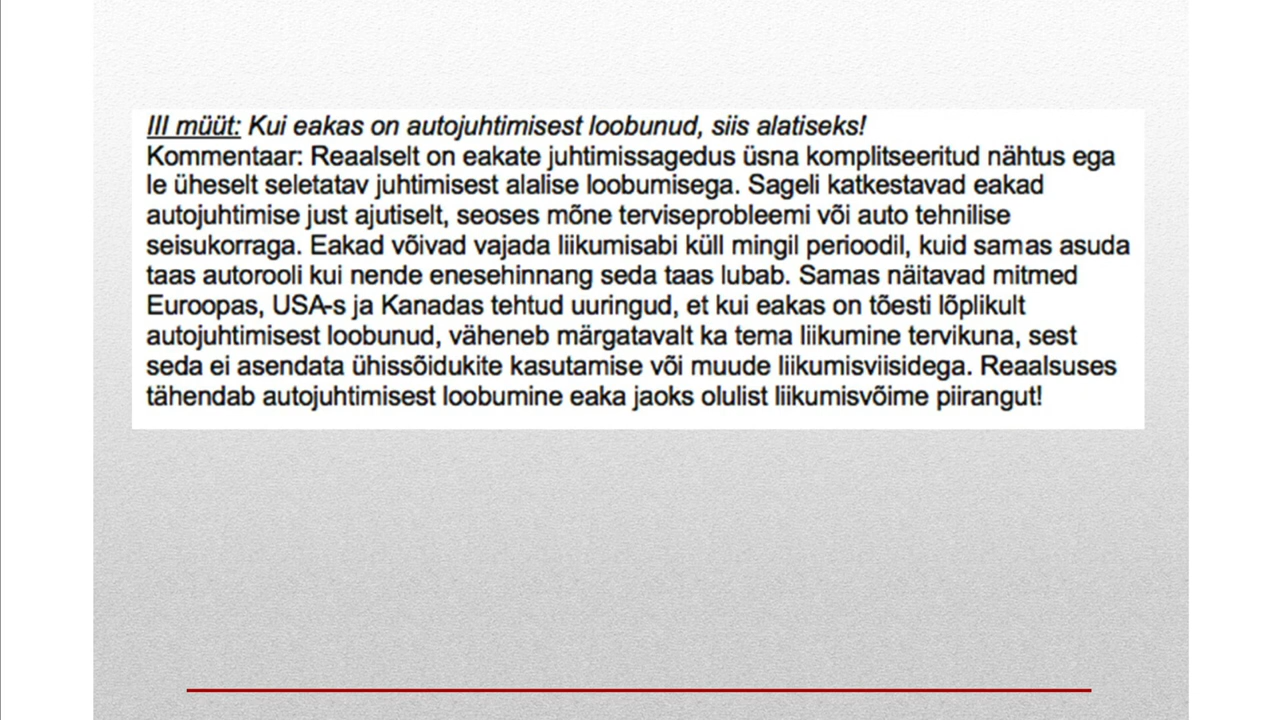 III müüt: Kui eakas on autojuhtimisest loobunud, siis alatiseks!
Kommentaar: Reaalselt on eakate juhtimissagedus üsna komplitseeritud nähtus ega
le üheselt seletatav juhtimisest alalise loobumisega. Sageli katkestavad eakad
autojuhtimise just ajutiselt, seoses mõne terviseprobleemi või auto tehnilise
seisukorraga. Eakad võivad vajada liikumisabi küll mingil perioodil, kuid samas asuda
taas autorooli kui nende enesehinnang seda taas lubab. Samas näitavad mitmed
Euroopas, USA-s ja Kanadas tehtud uuringud, et kui eakas on tõesti lõplikult
autojuhtimisest loobunud, väheneb märgatavalt ka tema liikumine tervikuna, sest
seda ei asendata ühissõidukite kasutamise või muude liikumisviisidega. Reaalsuses
tähendab autojuhtimisest loobumine eaka jaoks olulist liikumisvõime piirangut!